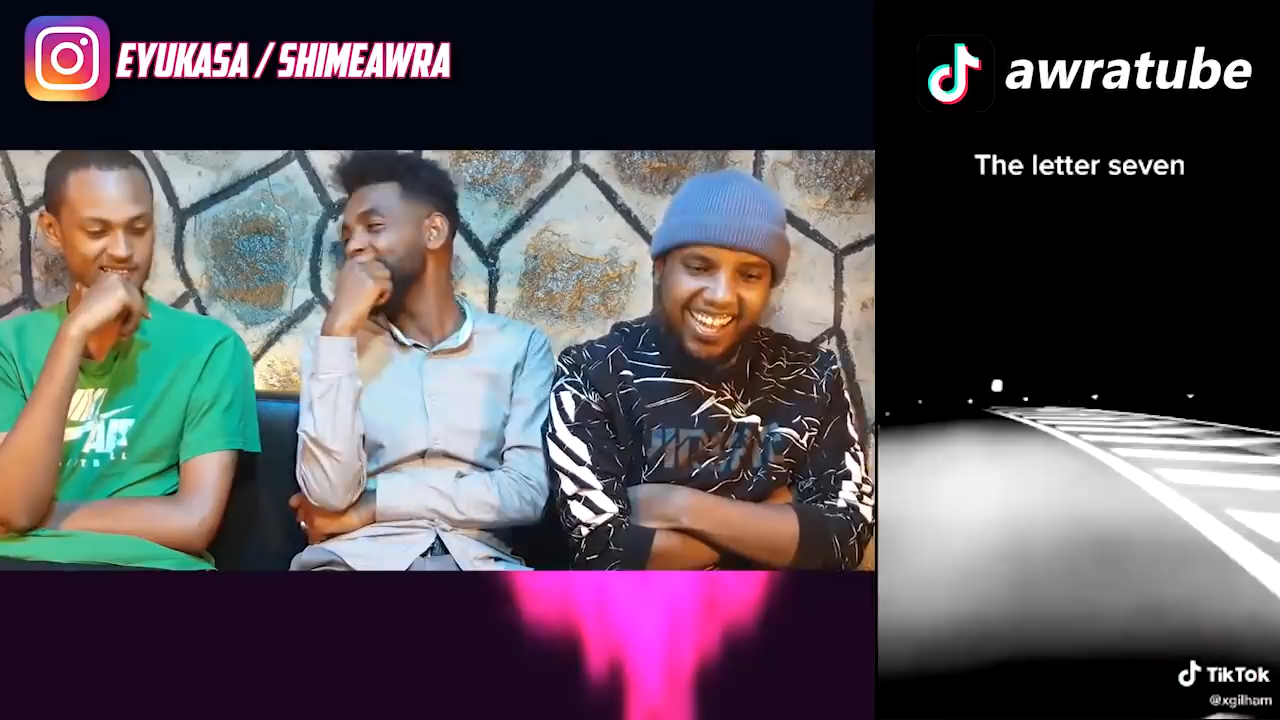 EYUKASA / SHIMEAWRA
awratube
The letter seven
TikTok
@xgilham